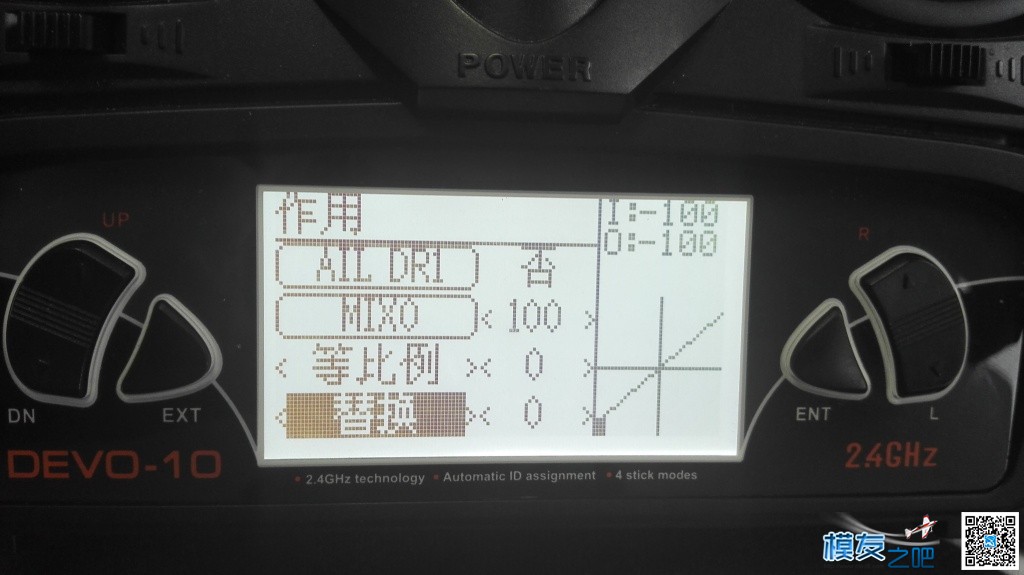 POWER
UP
R
作用
I:-100
O:-100
AIL DR1 否
MIX0 < 100 >
< 等比例 >< 0 >
< 替换 >< 0 >
DN
EXT
ENT
L
DEVO-10
2.4GHz
• 2.4GHz technology • Automatic ID assignment • 4 stick modes
模友之吧